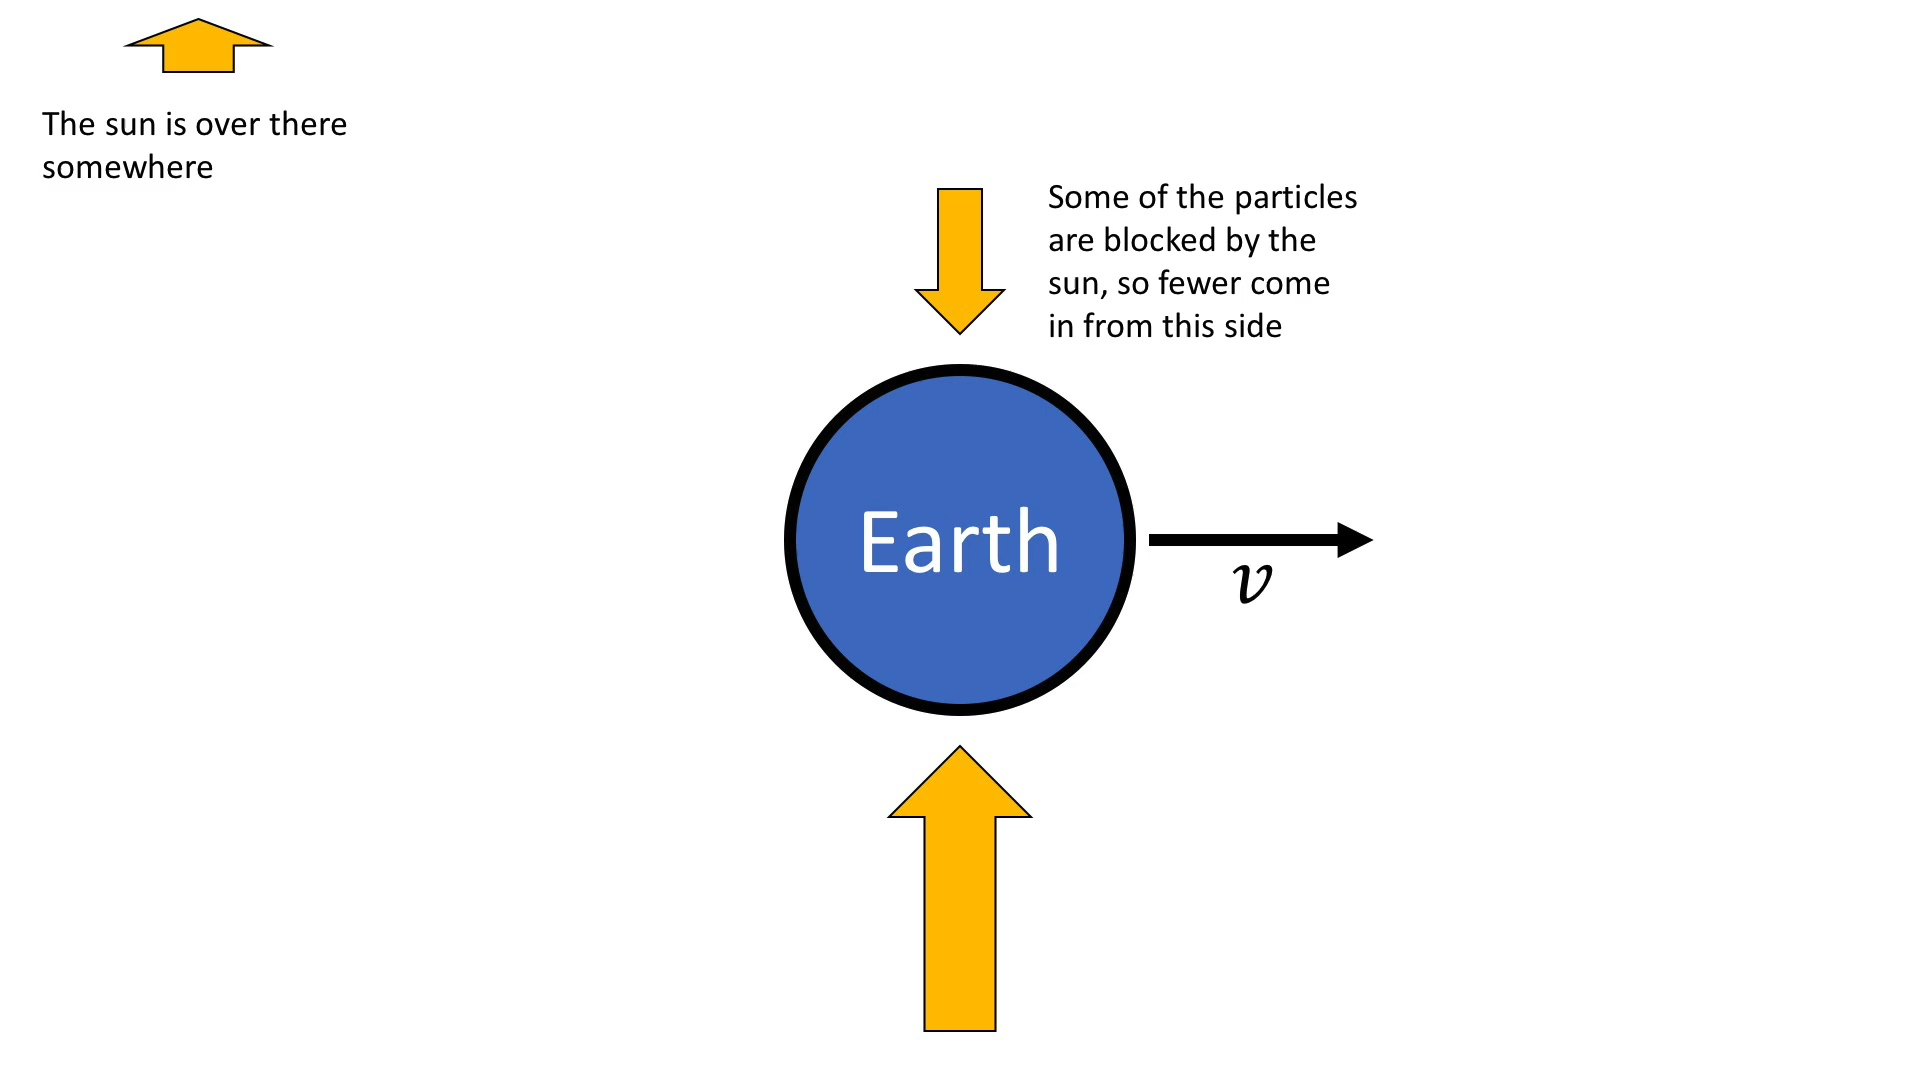 The sun is over there
somewhere
Some of the particles
are blocked by the
sun, so fewer come
in from this side
Earth
v